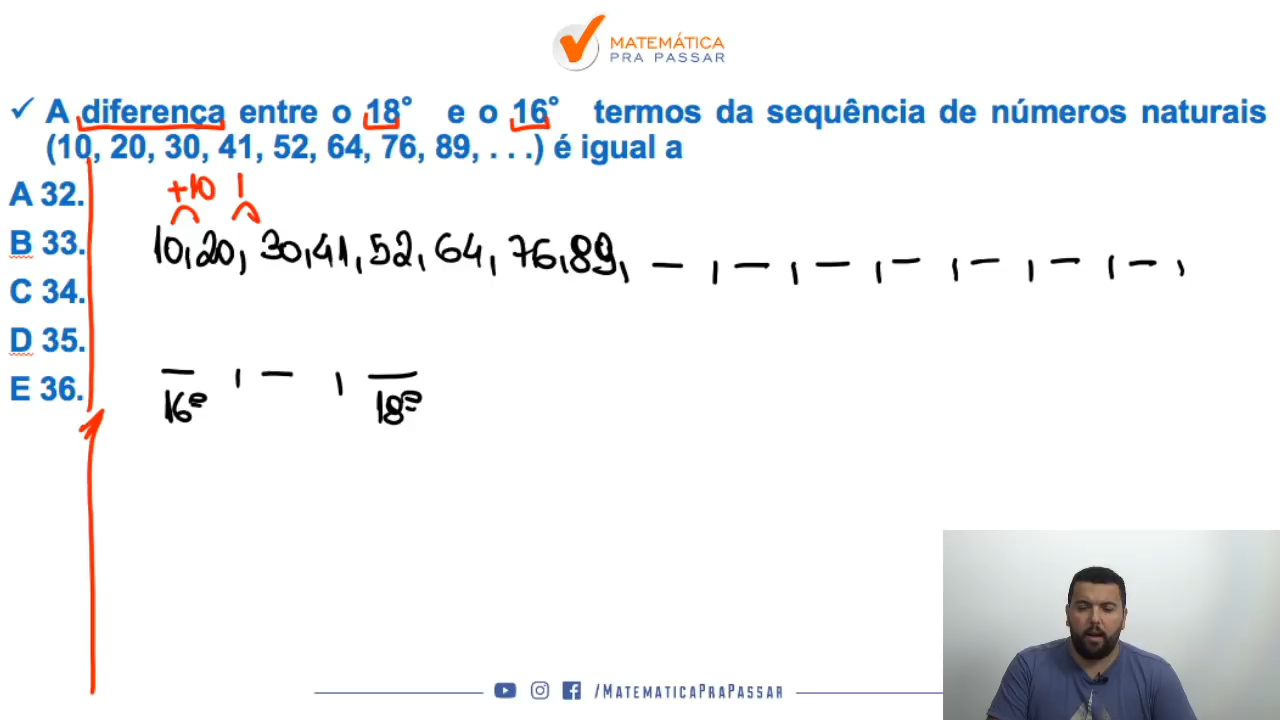 MATEMÁTICA
PRA PASSAR
✓ A diferença entre o 18° e o 16° termos da sequência de números naturais
(10, 20, 30, 41, 52, 64, 76, 89, . . .) é igual a
A 32.
B 33.
C 34.
D 35.
E 36.
+10 1
10, 20, 30, 41, 52, 64, 76, 89, _ , _ , _ , _ , _ , _ , _ ,
_ , _ , _
16º 18º
/MATEMATICAPRAPASSAR